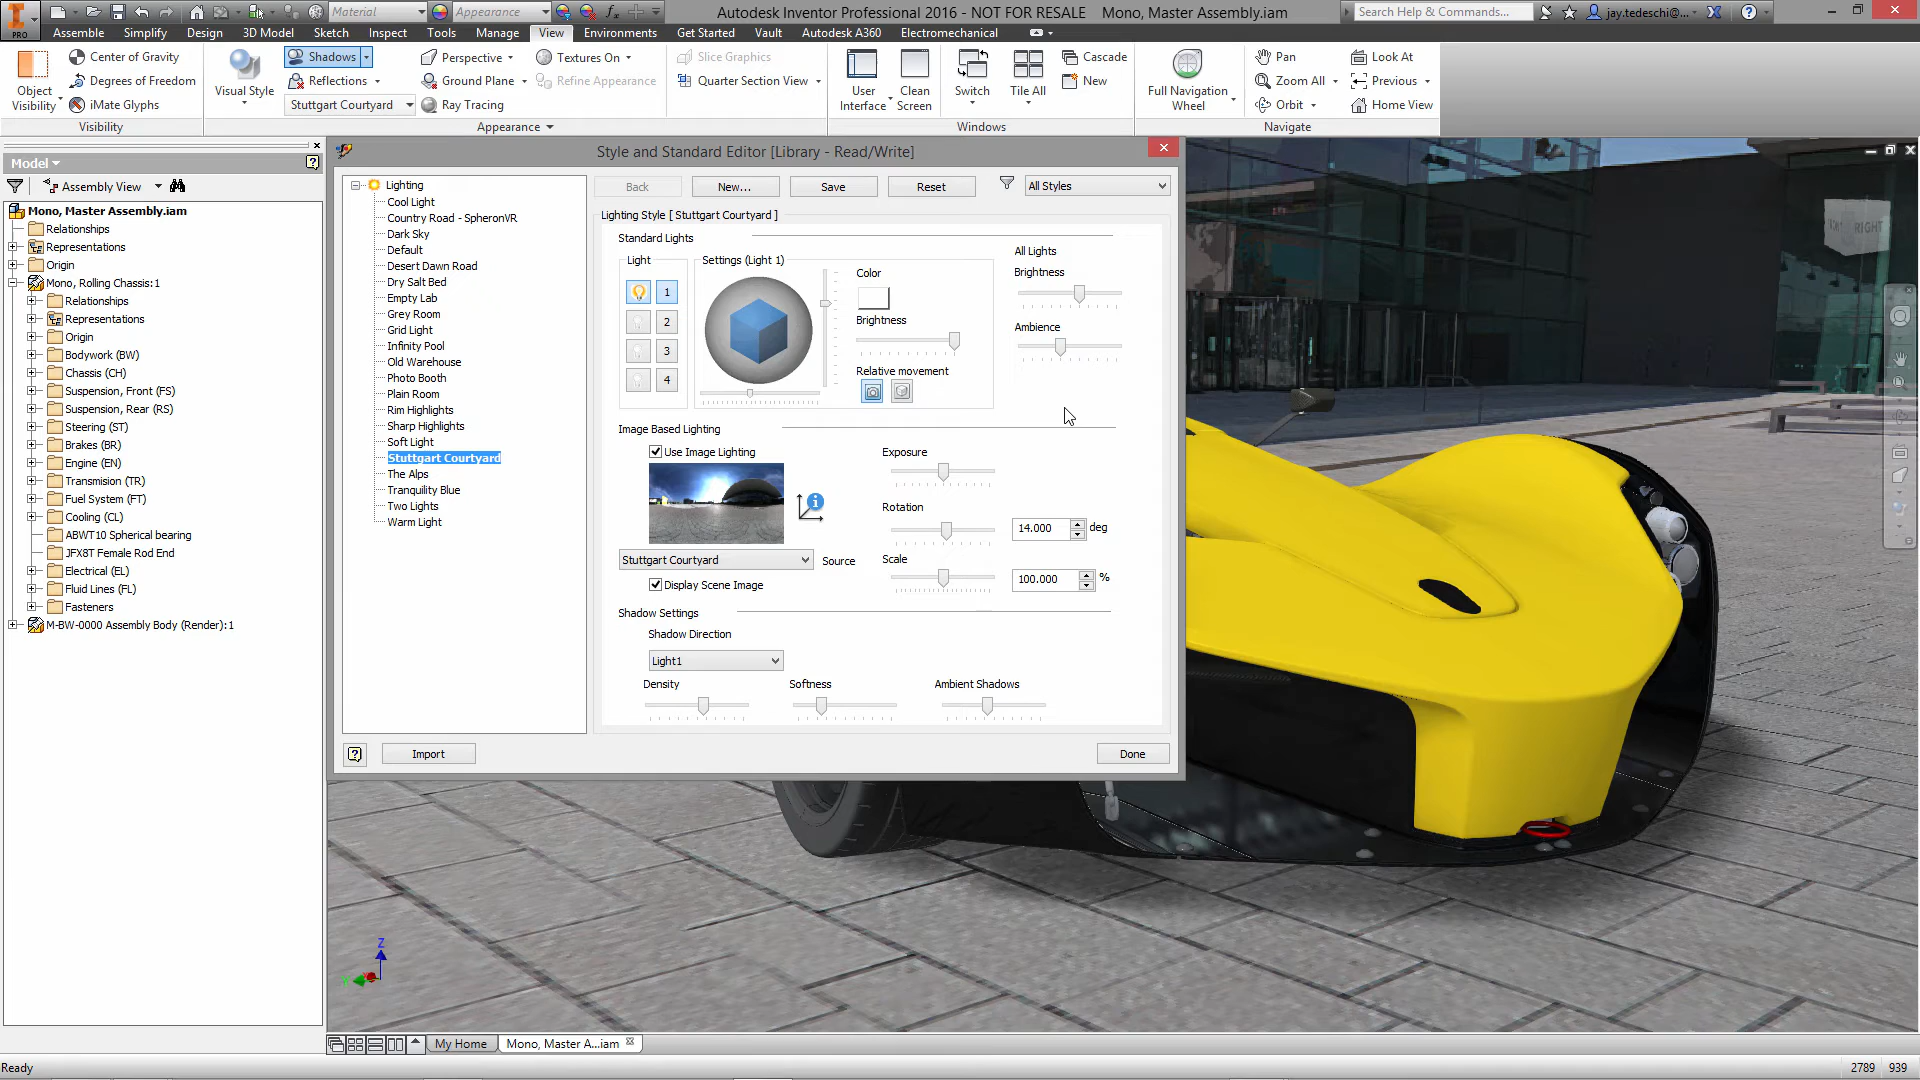 Material
Appearance
Autodesk Inventor Professional 2016 - NOT FOR RESALE Mono, Master Assembly.iam
Search Help & Commands...
jay.tedeschi@...
PRO
Assemble Simplify Design 3D Model Sketch Inspect Tools Manage View Environments Get Started Vault Autodesk A360 Electromechanical
Object Visibility
Center of Gravity
Degrees of Freedom
iMate Glyphs
Visibility
Visual Style
Shadows
Reflections
Stuttgart Courtyard
Perspective
Ground Plane
Ray Tracing
Textures On
Refine Appearance
Appearance
Slice Graphics
Quarter Section View
User Interface
Clean Screen
Switch
Tile All
Cascade
New
Windows
Full Navigation Wheel
Pan
Zoom All
Orbit
Look At
Previous
Home View
Navigate
Model
Assembly View
Mono, Master Assembly.iam
Relationships
Representations
Origin
Mono, Rolling Chassis:1
Relationships
Representations
Origin
Bodywork (BW)
Chassis (CH)
Suspension, Front (FS)
Suspension, Rear (RS)
Steering (ST)
Brakes (BR)
Engine (EN)
Transmision (TR)
Fuel System (FT)
Cooling (CL)
ABWT10 Spherical bearing
JFX8T Female Rod End
Electrical (EL)
Fluid Lines (FL)
Fasteners
M-BW-0000 Assembly Body (Render):1
Style and Standard Editor [Library - Read/Write]
Lighting
Cool Light
Country Road - SpheronVR
Dark Sky
Default
Desert Dawn Road
Dry Salt Bed
Empty Lab
Grey Room
Grid Light
Infinity Pool
Old Warehouse
Photo Booth
Plain Room
Rim Highlights
Sharp Highlights
Soft Light
Stuttgart Courtyard
The Alps
Tranquility Blue
Two Lights
Warm Light
Back
New...
Save
Reset
All Styles
Lighting Style [ Stuttgart Courtyard ]
Standard Lights
Light
1
2
3
4
Settings (Light 1)
Color
Brightness
Relative movement
All Lights
Brightness
Ambience
Image Based Lighting
Use Image Lighting
Stuttgart Courtyard
Source
Display Scene Image
Exposure
Rotation
14.000
deg
Scale
100.000
%
Shadow Settings
Shadow Direction
Light1
Density
Softness
Ambient Shadows
Import
Done
RIGHT
Z
Y
My Home
Mono, Master A...iam
Ready
2789 939